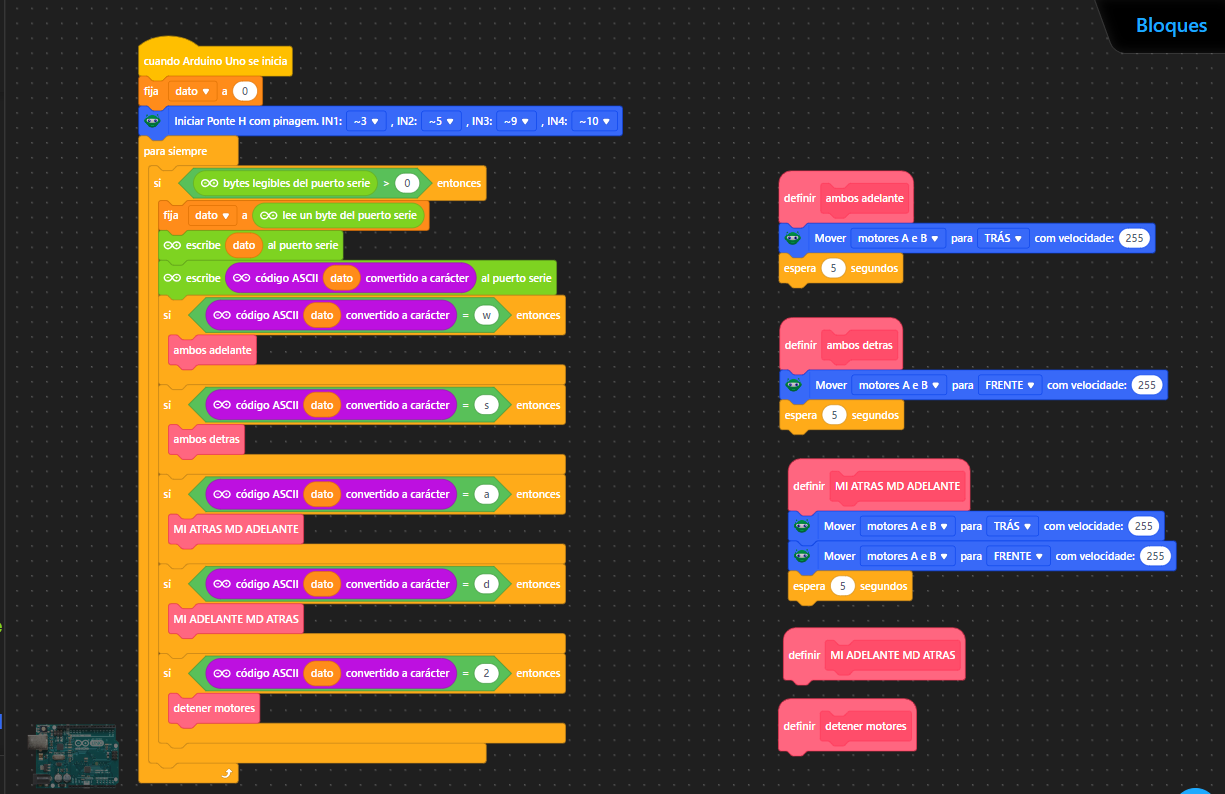 Bloques
cuando Arduino Uno se inicia
fija dato a 0
Iniciar Ponte H com pinagem. IN1: ~3 , IN2: ~5 , IN3: ~9 , IN4: ~10
para siempre
si bytes legibles del puerto serie > 0 entonces
fija dato a lee un byte del puerto serie
escribe dato al puerto serie
escribe código ASCII dato convertido a carácter al puerto serie
si código ASCII dato convertido a carácter = w entonces
ambos adelante
si código ASCII dato convertido a carácter = s entonces
ambos detras
si código ASCII dato convertido a carácter = a entonces
MI ATRAS MD ADELANTE
si código ASCII dato convertido a carácter = d entonces
MI ADELANTE MD ATRAS
si código ASCII dato convertido a carácter = 2 entonces
detener motores
definir ambos adelante
Mover motores A e B para TRÁS com velocidade: 255
espera 5 segundos
definir ambos detras
Mover motores A e B para FRENTE com velocidade: 255
espera 5 segundos
definir MI ATRAS MD ADELANTE
Mover motores A e B para TRÁS com velocidade: 255
Mover motores A e B para FRENTE com velocidade: 255
espera 5 segundos
definir MI ADELANTE MD ATRAS
definir detener motores